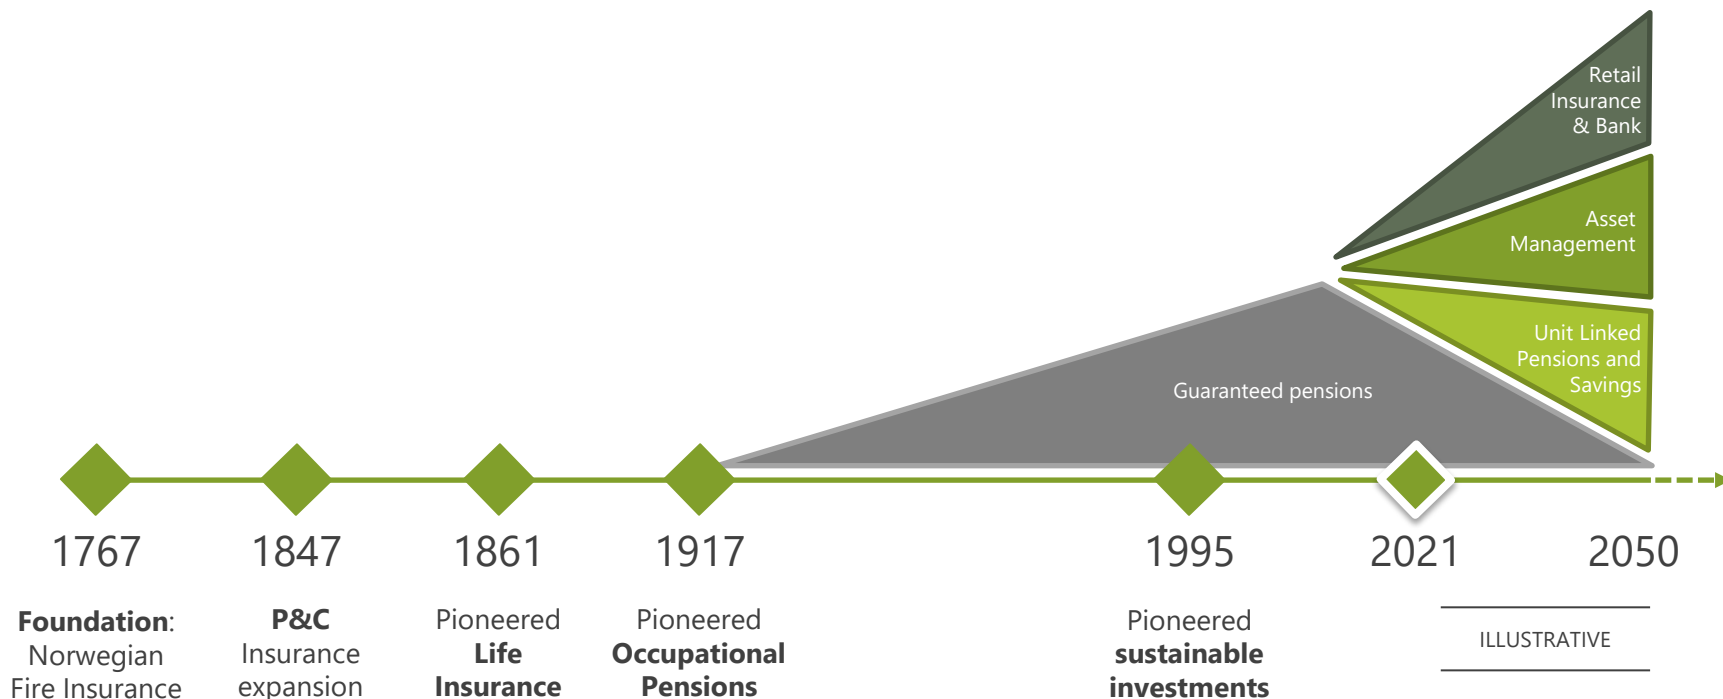 Retail
Insurance
& Bank
Asset
Management
Unit Linked
Pensions and
Savings
Guaranteed pensions
1767
1847
1861
1917
1995
2021
2050
Foundation:
Norwegian
Fire Insurance
P&C
Insurance
expansion
Pioneered
Life
Insurance
Pioneered
Occupational
Pensions
Pioneered
sustainable
investments
ILLUSTRATIVE